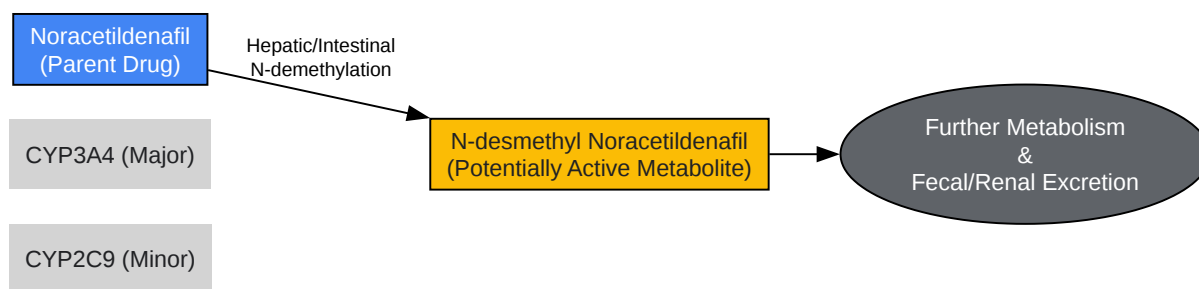 Noracetildenafil
(Parent Drug)
Hepatic/Intestinal
N-demethylation
CYP3A4 (Major)
N-desmethyl Noracetildenafil
(Potentially Active Metabolite)
Further Metabolism
&
Fecal/Renal Excretion
CYP2C9 (Minor)